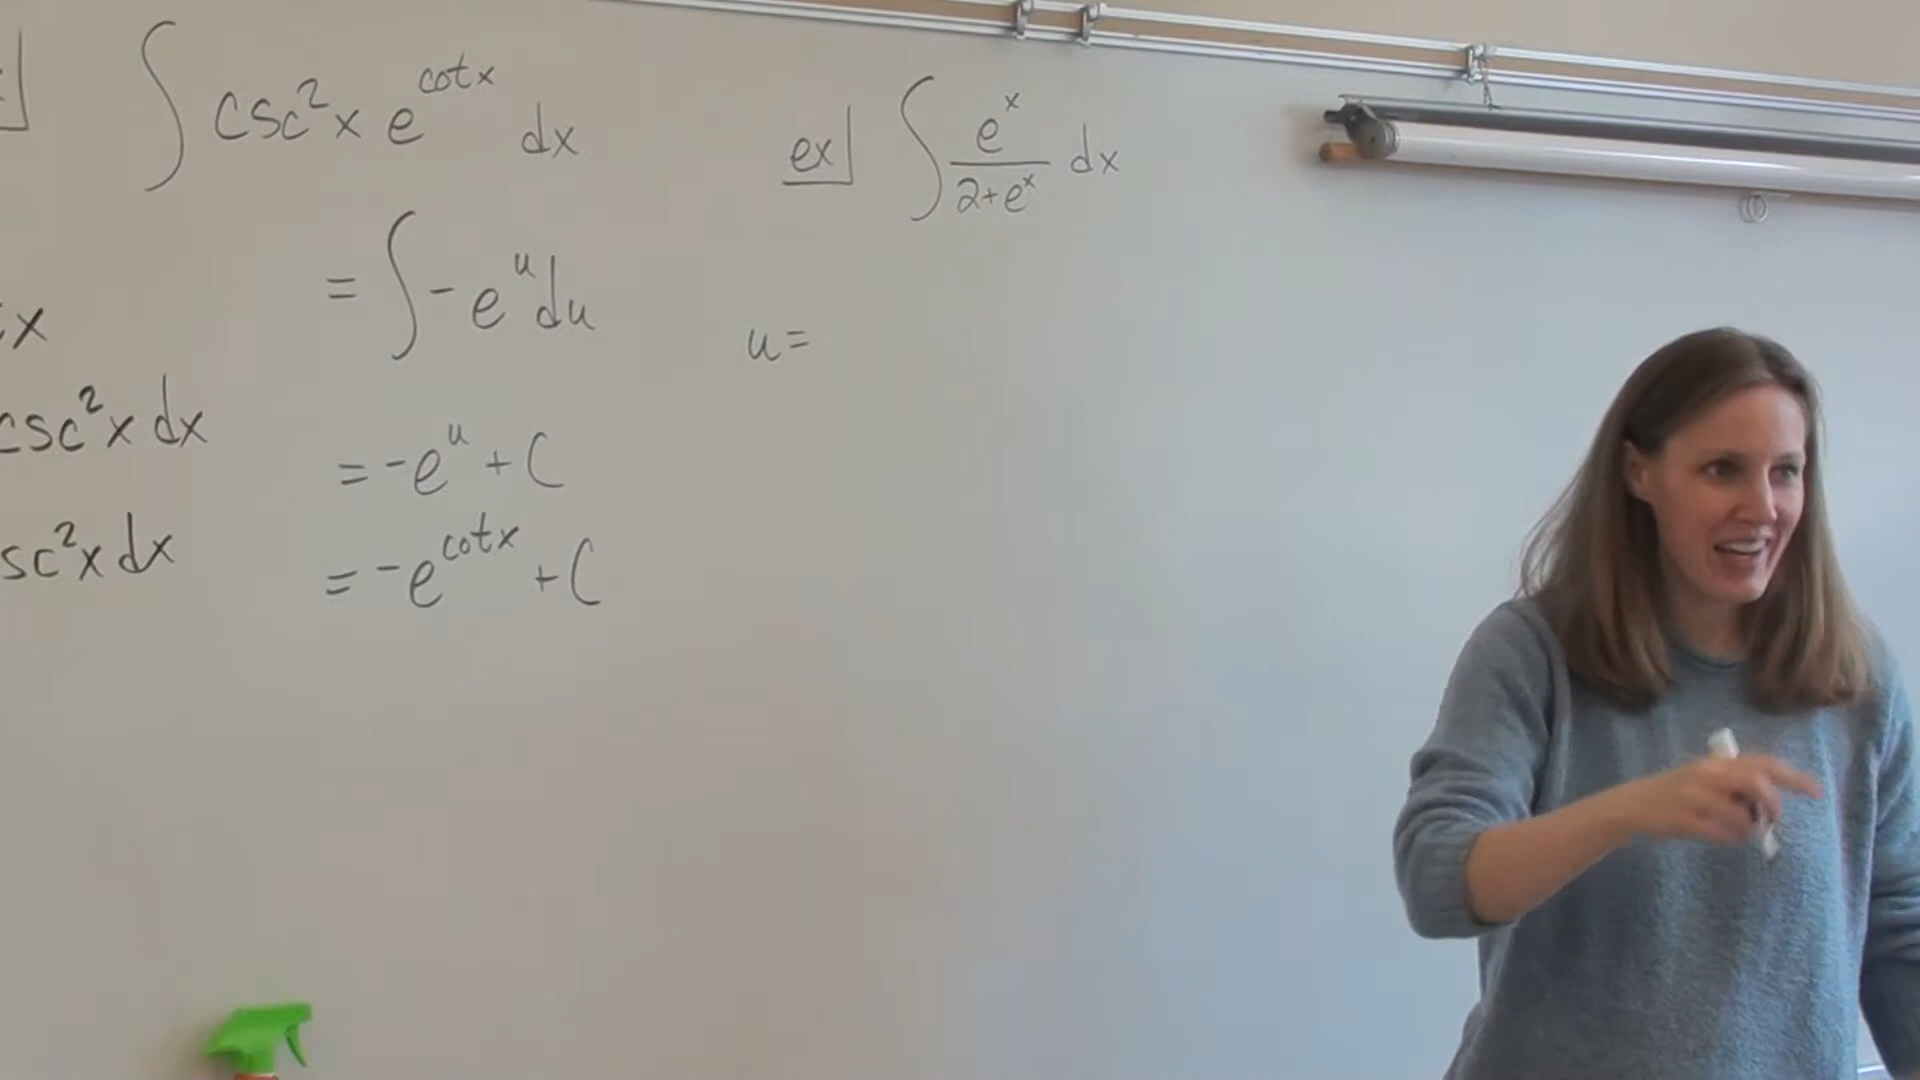 ∫ csc²x e^{cotx} dx
= ∫ -e^u du
= -e^u + C
= -e^{cotx} + C
x
csc²x dx
sc²x dx
ex ∫ e^x/(2+e^x) dx
u=